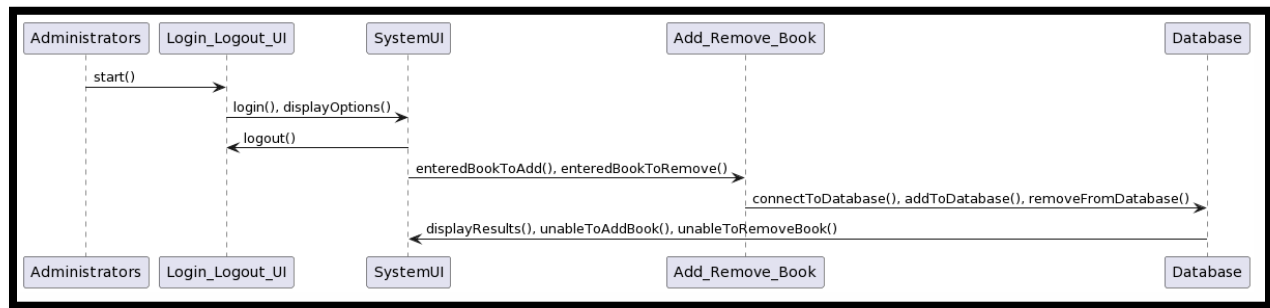 Administrators Login_Logout_UI SystemUI Add_Remove_Book Database
start()
login(), displayOptions()
logout()
enteredBookToAdd(), enteredBookToRemove()
connectToDatabase(), addToDatabase(), removeFromDatabase()
displayResults(), unableToAddBook(), unableToRemoveBook()
Administrators Login_Logout_UI SystemUI Add_Remove_Book Database